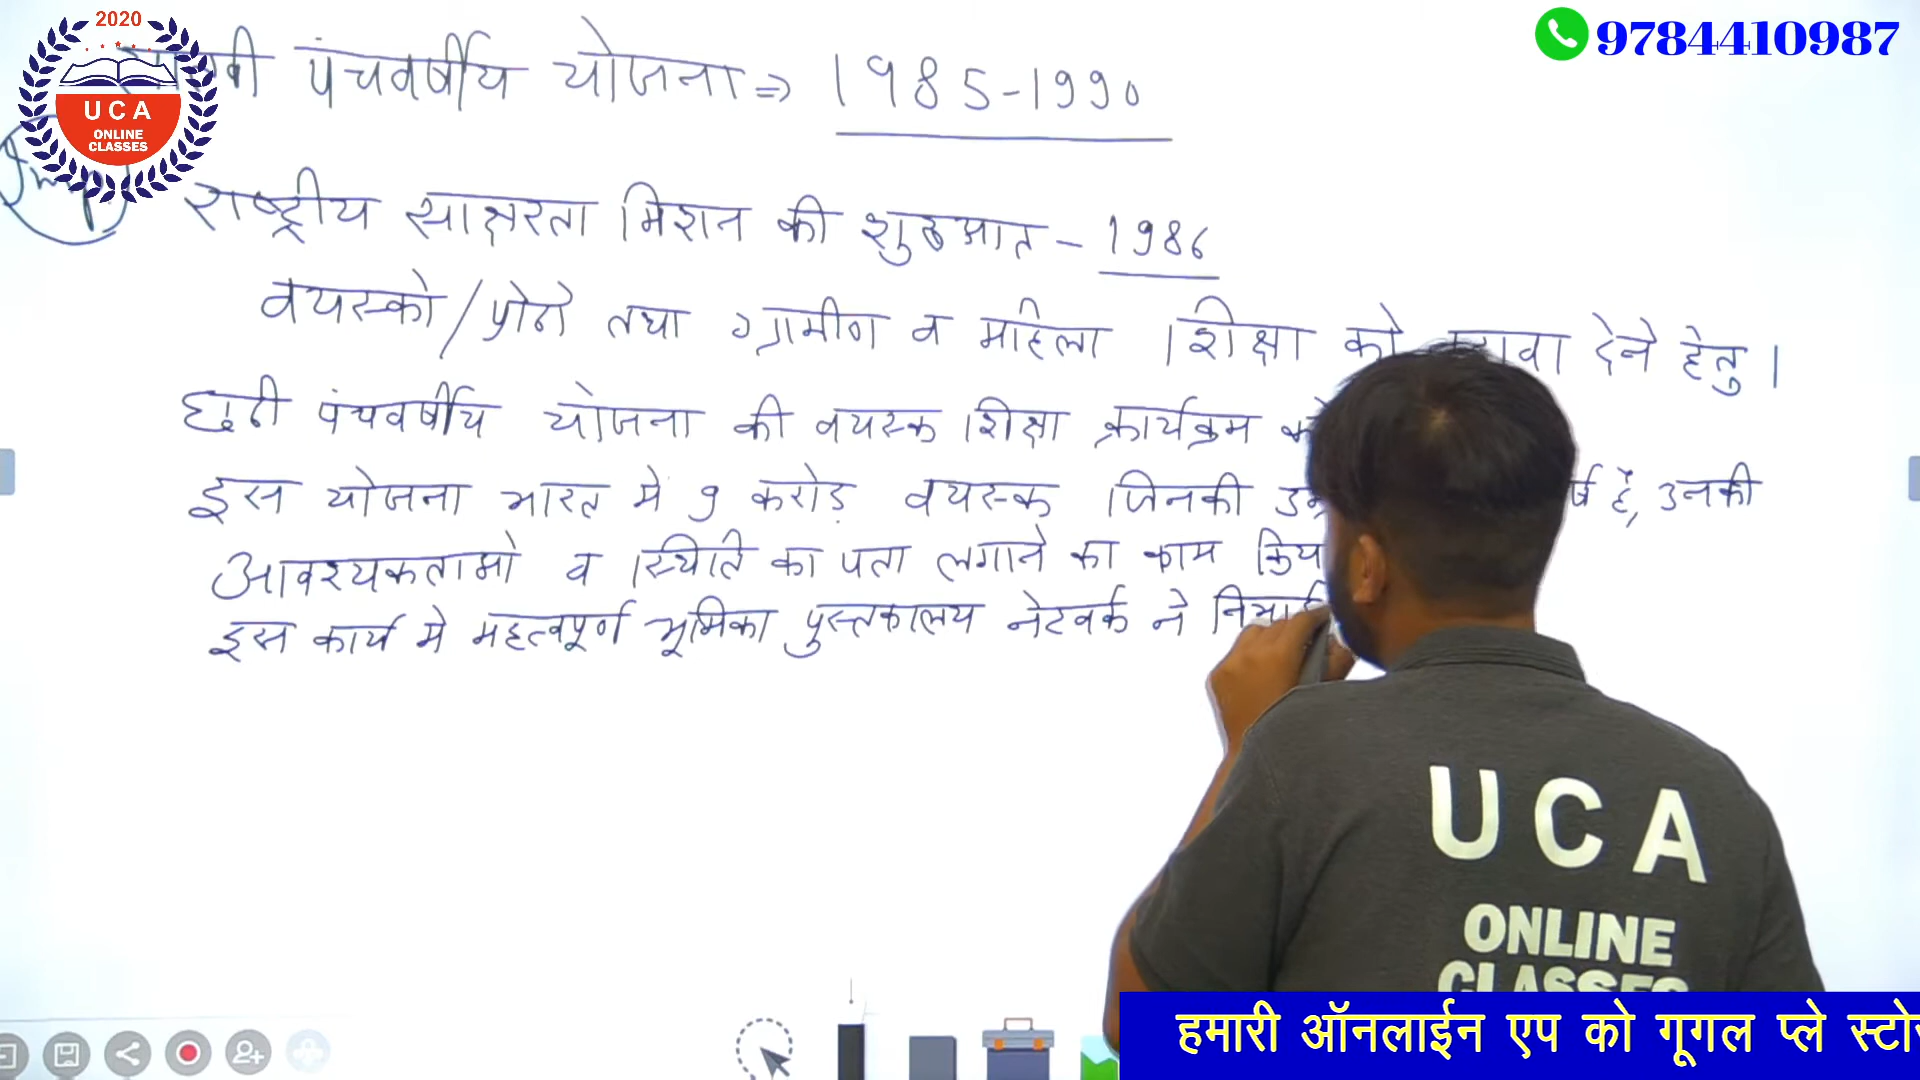 2020
UCA
ONLINE
CLASSES
9784410987
पंचवर्षीय योजना ⇒ 1985-1990
Imp
राष्ट्रीय साक्षरता मिशन की शुरुआत - 1986
वयस्को/प्रोढो तथा ग्रामीण व महिला शिक्षा को देने हेतु।
छठी पंचवर्षीय योजना की वयस्क शिक्षा कार्यक्रम
इस योजना भारत मे 9 करोड़ वयस्क जिनकी है, उनकी
आवश्यकताओ व स्थिति का पता लगाने का काम
इस कार्य मे महत्वपूर्ण भूमिका पुस्तकालय नेटवर्क ने
UCA
ONLINE
CLASSES
हमारी ऑनलाईन एप को गूगल प्ले